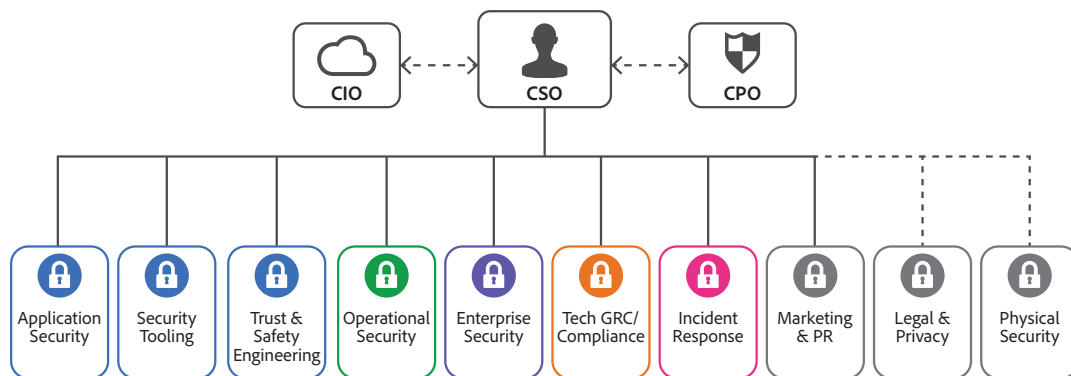 CIO
CSO
CPO
Application
Security
Security
Tooling
Trust &
Safety
Engineering
Operational
Security
Enterprise
Security
Tech GRC/
Compliance
Incident
Response
Marketing
& PR
Legal &
Privacy
Physical
Security